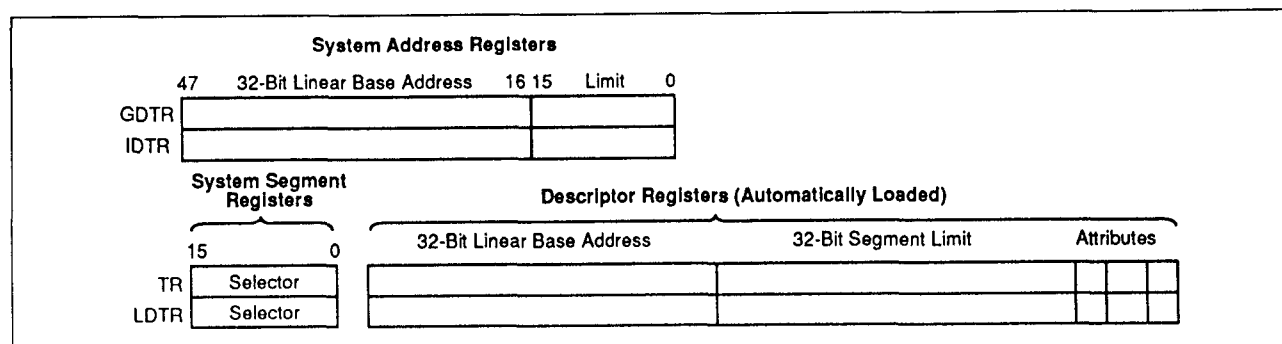 System Address Registers
47 32-Bit Linear Base Address 16 15 Limit 0
GDTR
IDTR
System Segment
Registers
Descriptor Registers (Automatically Loaded)
15 0
32-Bit Linear Base Address 32-Bit Segment Limit Attributes
TR Selector
LDTR Selector